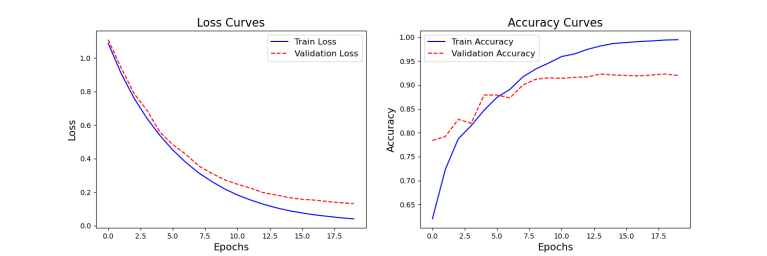 Loss Curves
Train Loss
Validation Loss
Loss
1.0
0.8
0.6
0.4
0.2
0.0
0.0 2.5 5.0 7.5 10.0 12.5 15.0 17.5
Epochs
Accuracy Curves
Train Accuracy
Validation Accuracy
Accuracy
1.00
0.95
0.90
0.85
0.80
0.75
0.70
0.65
0.0 2.5 5.0 7.5 10.0 12.5 15.0 17.5
Epochs